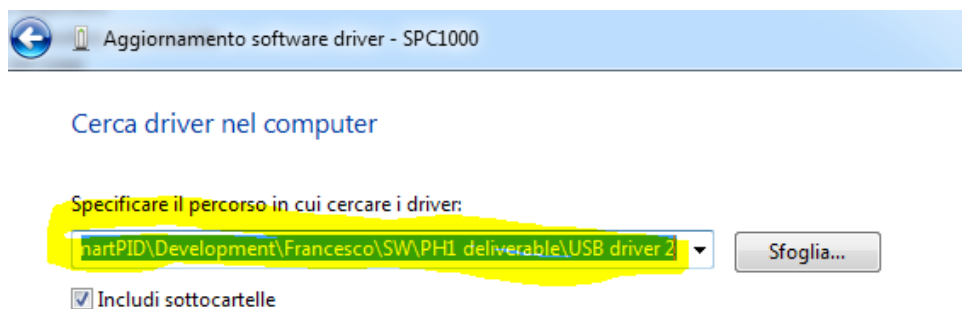 Aggiornamento software driver - SPC1000
Cerca driver nel computer
Specificare il percorso in cui cercare i driver:
nartPID\Development\Francesco\SW\PH1 deliverable\USB driver 2
Sfoglia...
Includi sottocartelle